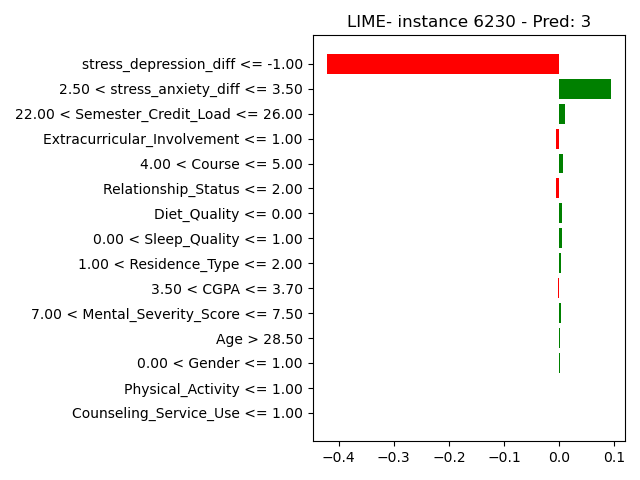 LIME- instance 6230 - Pred: 3
stress_depression_diff <= -1.00
2.50 < stress_anxiety_diff <= 3.50
22.00 < Semester_Credit_Load <= 26.00
Extracurricular_Involvement <= 1.00
4.00 < Course <= 5.00
Relationship_Status <= 2.00
Diet_Quality <= 0.00
0.00 < Sleep_Quality <= 1.00
1.00 < Residence_Type <= 2.00
3.50 < CGPA <= 3.70
7.00 < Mental_Severity_Score <= 7.50
Age > 28.50
0.00 < Gender <= 1.00
Physical_Activity <= 1.00
Counseling_Service_Use <= 1.00
−0.4 −0.3 −0.2 −0.1 0.0 0.1